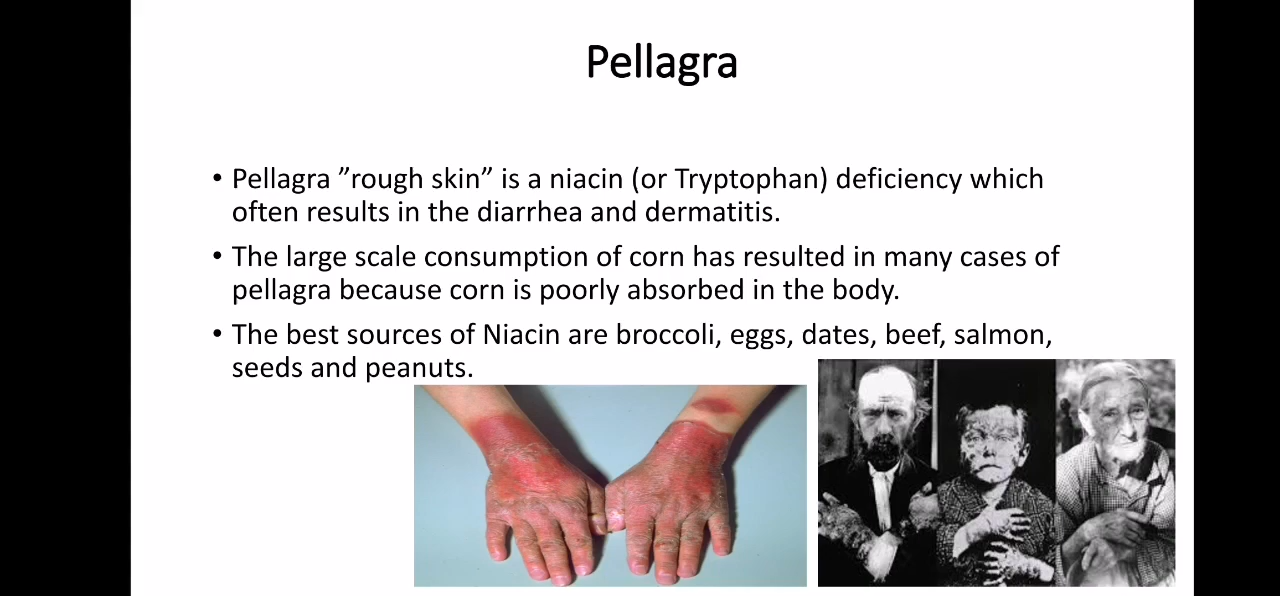 Pellagra
• Pellagra ”rough skin” is a niacin (or Tryptophan) deficiency which
often results in the diarrhea and dermatitis.
• The large scale consumption of corn has resulted in many cases of
pellagra because corn is poorly absorbed in the body.
• The best sources of Niacin are broccoli, eggs, dates, beef, salmon,
seeds and peanuts.